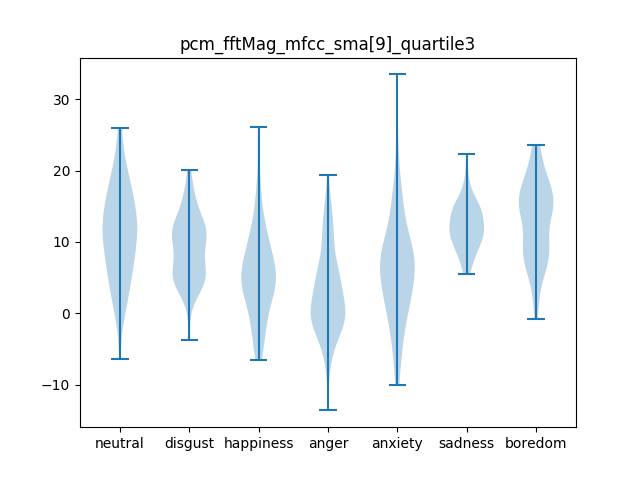 pcm_fftMag_mfcc_sma[9]_quartile3
30
20
10
0
−10
neutral disgust happiness anger anxiety sadness boredom